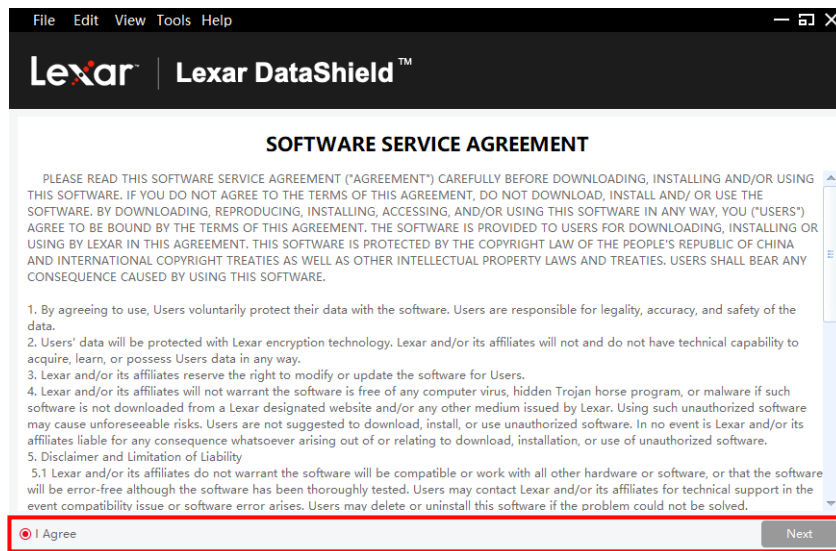 File Edit View Tools Help
Lexar™ | Lexar DataShield™
SOFTWARE SERVICE AGREEMENT
PLEASE READ THIS SOFTWARE SERVICE AGREEMENT ("AGREEMENT") CAREFULLY BEFORE DOWNLOADING, INSTALLING AND/OR USING
THIS SOFTWARE. IF YOU DO NOT AGREE TO THE TERMS OF THIS AGREEMENT, DO NOT DOWNLOAD, INSTALL AND/ OR USE THE
SOFTWARE. BY DOWNLOADING, REPRODUCING, INSTALLING, ACCESSING, AND/OR USING THIS SOFTWARE IN ANY WAY, YOU ("USERS")
AGREE TO BE BOUND BY THE TERMS OF THIS AGREEMENT. THE SOFTWARE IS PROVIDED TO USERS FOR DOWNLOADING, INSTALLING OR
USING BY LEXAR IN THIS AGREEMENT. THIS SOFTWARE IS PROTECTED BY THE COPYRIGHT LAW OF THE PEOPLE'S REPUBLIC OF CHINA
AND INTERNATIONAL COPYRIGHT TREATIES AS WELL AS OTHER INTELLECTUAL PROPERTY LAWS AND TREATIES. USERS SHALL BEAR ANY
CONSEQUENCE CAUSED BY USING THIS SOFTWARE.
1. By agreeing to use, Users voluntarily protect their data with the software. Users are responsible for legality, accuracy, and safety of the
data.
2. Users' data will be protected with Lexar encryption technology. Lexar and/or its affiliates will not and do not have technical capability to
acquire, learn, or possess Users data in any way.
3. Lexar and/or its affiliates reserve the right to modify or update the software for Users.
4. Lexar and/or its affiliates will not warrant the software is free of any computer virus, hidden Trojan horse program, or malware if such
software is not downloaded from a Lexar designated website and/or any other medium issued by Lexar. Using such unauthorized software
may cause unforeseeable risks. Users are not suggested to download, install, or use unauthorized software. In no event is Lexar and/or its
affiliates liable for any consequence whatsoever arising out of or relating to download, installation, or use of unauthorized software.
5. Disclaimer and Limitation of Liability
5.1 Lexar and/or its affiliates do not warrant the software will be compatible or work with all other hardware or software, or that the software
will be error-free although the software has been thoroughly tested. Users may contact Lexar and/or its affiliates for technical support in the
event compatibility issue or software error arises. Users may delete or uninstall this software if the problem could not be solved.
I Agree
Next